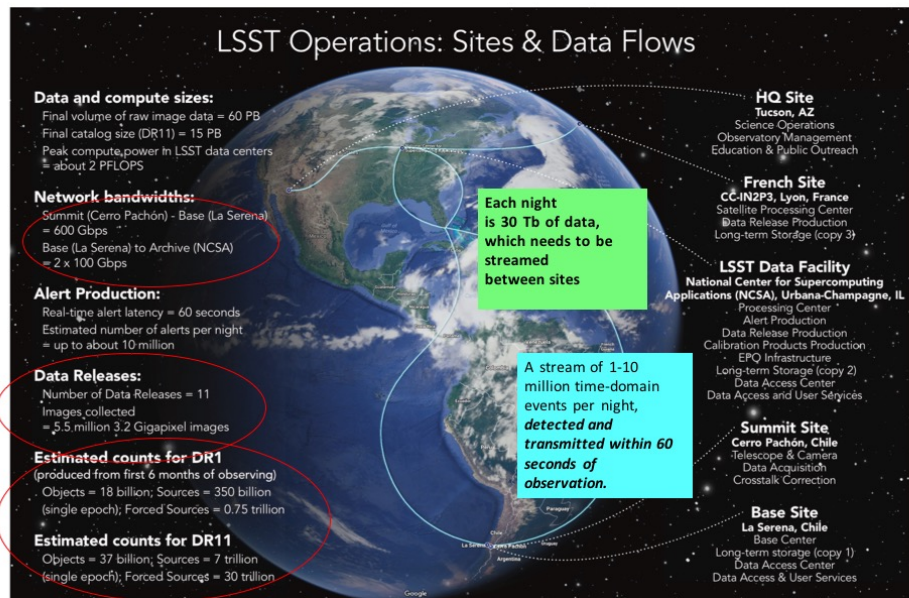 LSST Operations: Sites & Data Flows
Data and compute sizes:
Final volume of raw image data = 60 PB
Final catalog size (DR11) = 15 PB
Peak compute power in LSST data centers
= about 2 PFLOPS
Network bandwidths:
Summit (Cerro Pachón) - Base (La Serena)
= 600 Gbps
Base (La Serena) to Archive (NCSA)
= 2 x 100 Gbps
Alert Production:
Real-time alert latency = 60 seconds
Estimated number of alerts per night
= up to about 10 million
Data Releases:
Number of Data Releases = 11
Images collected
= 5.5 million 3.2 Gigapixel images
Estimated counts for DR1
(produced from first 6 months of observing)
Objects = 18 billion; Sources = 350 billion
(single epoch); Forced Sources = 0.75 trillion
Estimated counts for DR11
Objects = 37 billion; Sources = 7 trillion
(single epoch); Forced Sources = 30 trillion
Each night
is 30 Tb of data,
which needs to be
streamed
between sites
A stream of 1-10
million time-domain
events per night,
detected and
transmitted within 60
seconds of
observation.
HQ Site
Tucson, AZ
Science Operations
Observatory Management
Education & Public Outreach
French Site
CC-IN2P3, Lyon, France
Satellite Processing Center
Data Release Production
Long-term Storage (copy 3)
LSST Data Facility
National Center for Supercomputing
Applications (NCSA), Urbana-Champagne, IL
Processing Center
Alert Production
Data Release Production
Calibration Products Production
EPO Infrastructure
Long-term Storage (copy 2)
Data Access Center
Data Access and User Services
Summit Site
Cerro Pachón, Chile
Telescope & Camera
Data Acquisition
Crosstalk Correction
Base Site
La Serena, Chile
Base Center
Long-term storage (copy 1)
Data Access Center
Data Access & User Services
Paraguay
Chile
La Serena
Cerro Pachón
Argentina
Google